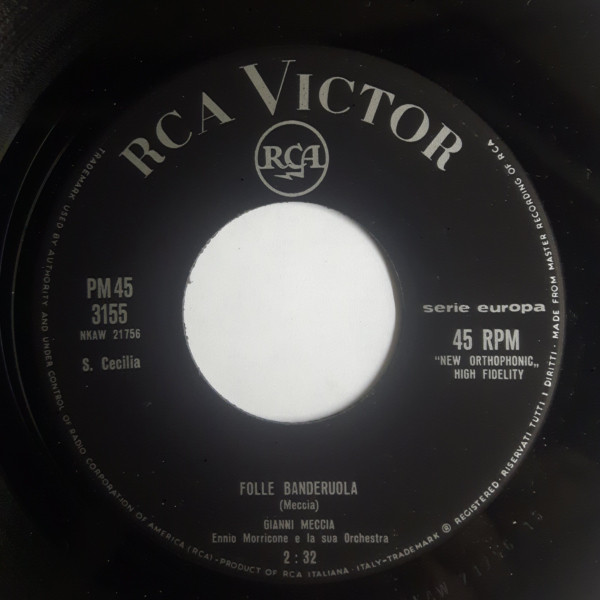 RCA VICTOR
RCA
PM 45
3155
NKAW 21756
S. Cecilia
serie europa
45 RPM
"NEW ORTHOPHONIC„
HIGH FIDELITY
FOLLE BANDERUOLA
(Meccia)
GIANNI MECCIA
Ennio Morricone e la sua Orchestra
2 : 32
TRADEMARK USED BY AUTHORITY AND UNDER CONTROL OF RADIO CORPORATION OF AMERICA (RCA) · PRODUCT OF RCA ITALIANA · ITALY-TRADEMARK ® REGISTERED · RISERVATI TUTTI I DIRITTI · MADE FROM MASTER RECORDING OF RCA